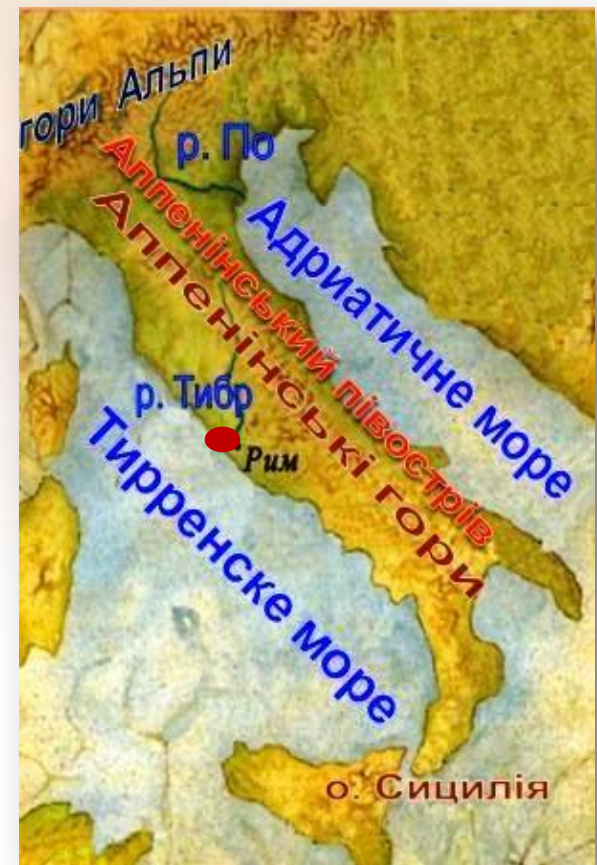 гори Альпи
р. По
Аппенінський півострів
Аппенінські гори
Адриатичне море
р. Тибр
Рим
Тирренске море
о. Сицилія